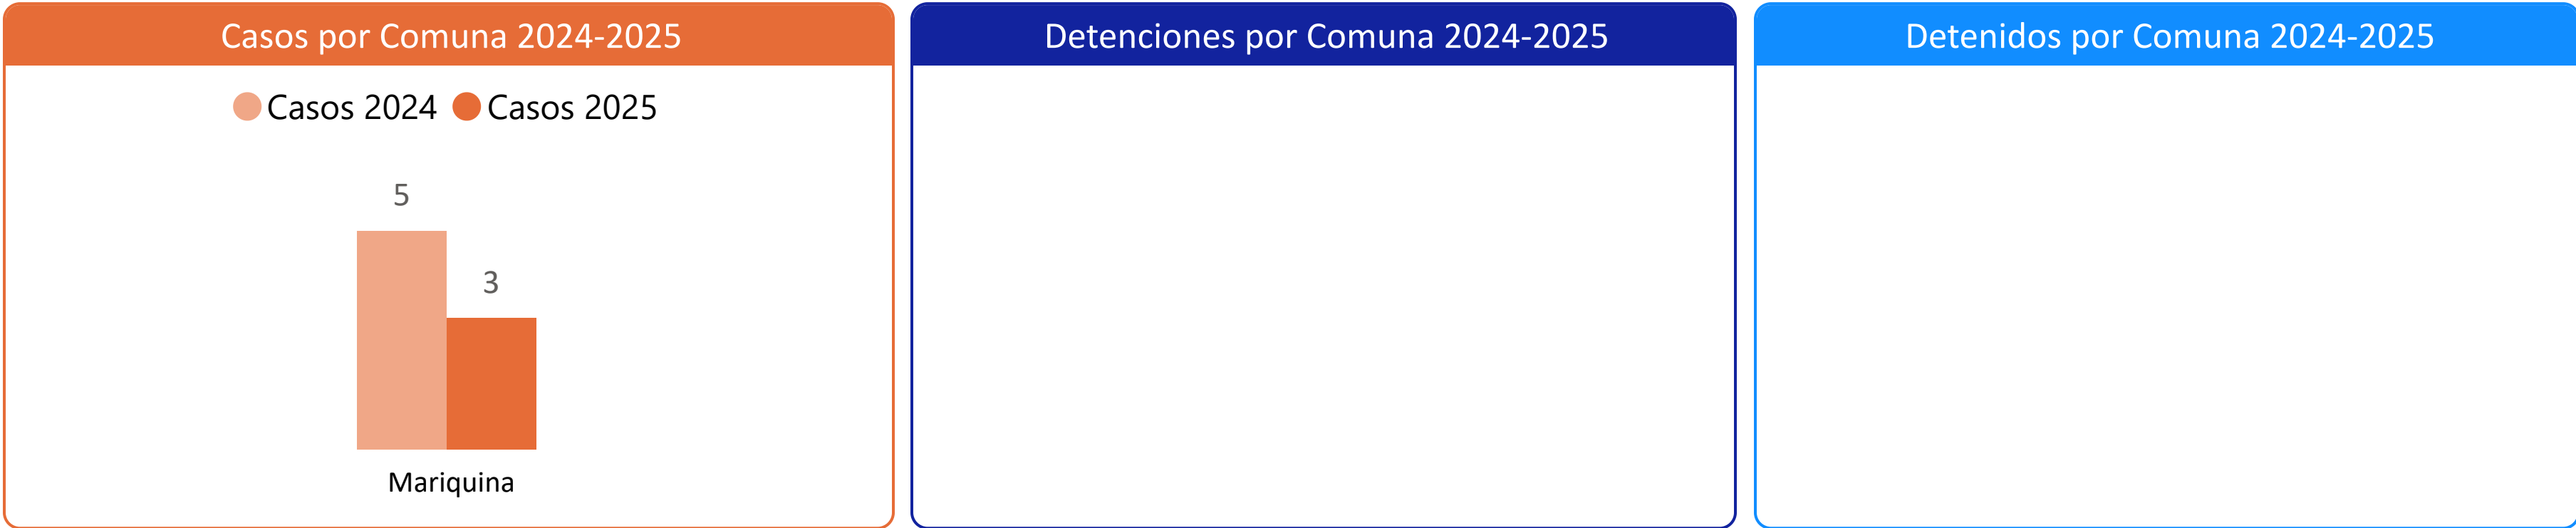 Casos por Comuna 2024-2025
Casos 2024 Casos 2025
5
3
Mariquina
Detenciones por Comuna 2024-2025
Detenidos por Comuna 2024-2025